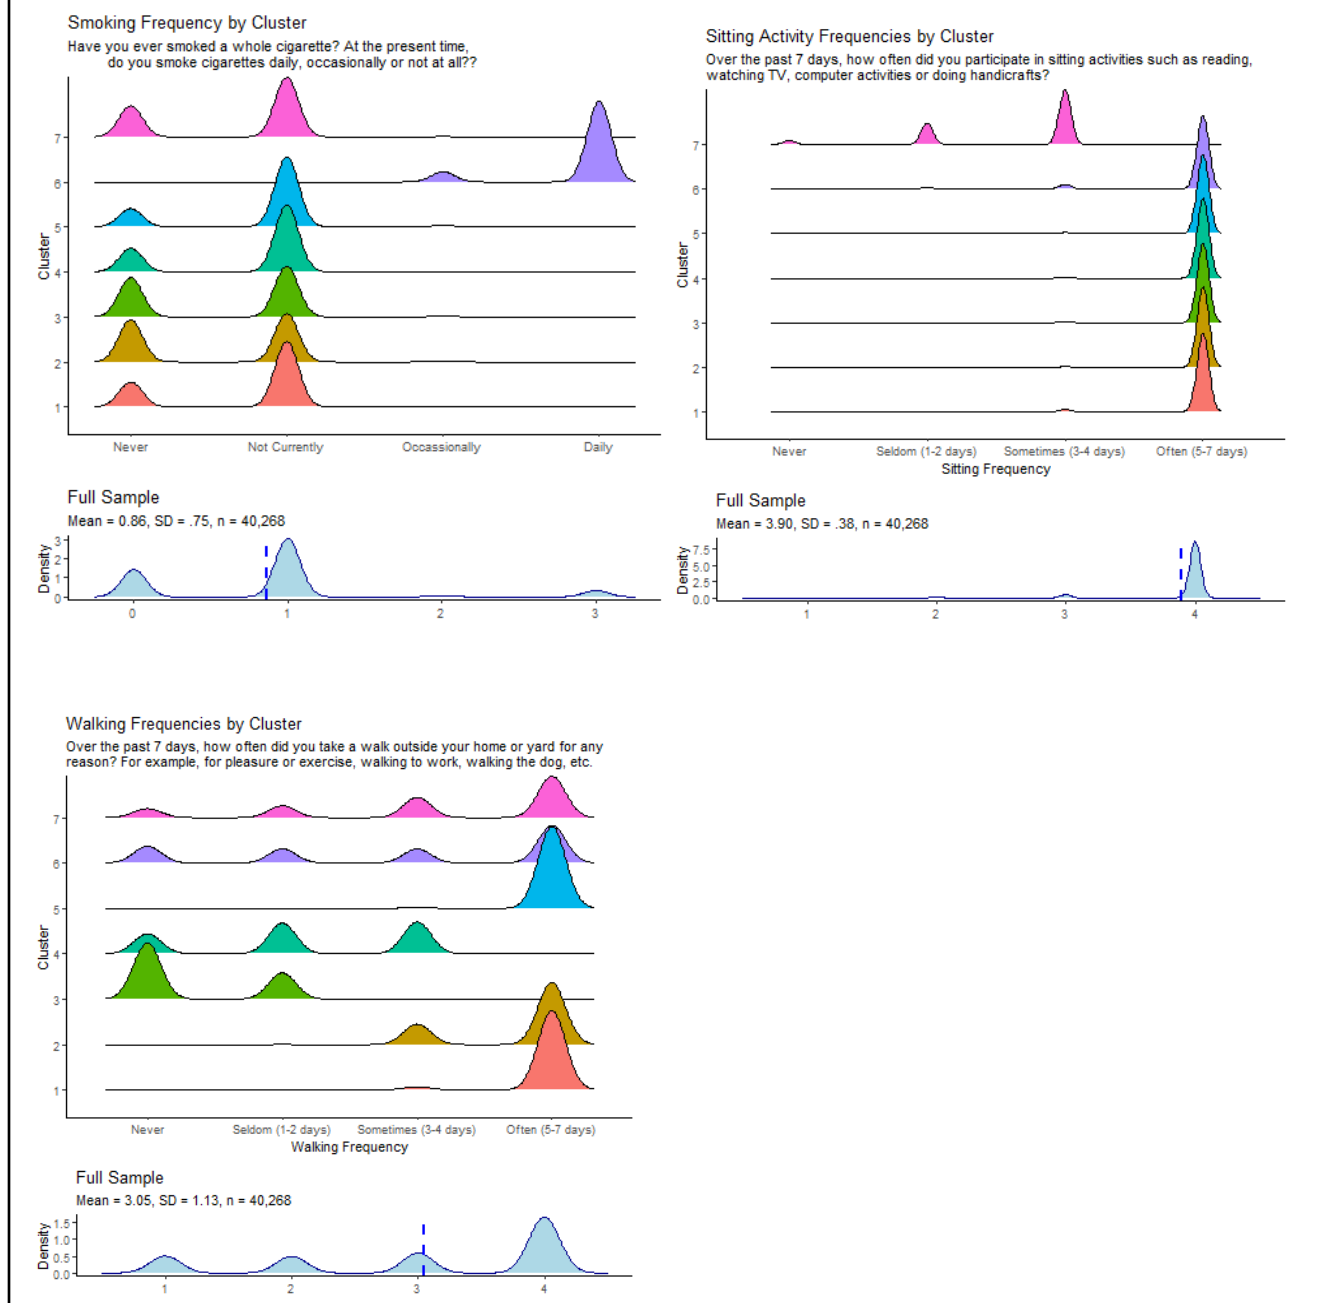 Smoking Frequency by Cluster
Have you ever smoked a whole cigarette? At the present time,
do you smoke cigarettes daily, occasionally or not at all??
Cluster
7
6
5
4
3
2
1
Never Not Currently Occassionally Daily
Full Sample
Mean = 0.86, SD = .75, n = 40,268
Density
3
2
1
0
0 1 2 3
Sitting Activity Frequencies by Cluster
Over the past 7 days, how often did you participate in sitting activities such as reading,
watching TV, computer activities or doing handicrafts?
Cluster
7
6
5
4
3
2
1
Never Seldom (1-2 days) Sometimes (3-4 days) Often (5-7 days)
Sitting Frequency
Full Sample
Mean = 3.90, SD = .38, n = 40,268
Density
7.5
5.0
2.5
0.0
1 2 3 4
Walking Frequencies by Cluster
Over the past 7 days, how often did you take a walk outside your home or yard for any
reason? For example, for pleasure or exercise, walking to work, walking the dog, etc.
Cluster
7
6
5
4
3
2
1
Never Seldom (1-2 days) Sometimes (3-4 days) Often (5-7 days)
Walking Frequency
Full Sample
Mean = 3.05, SD = 1.13, n = 40,268
Density
1.5
1.0
0.5
0.0
1 2 3 4